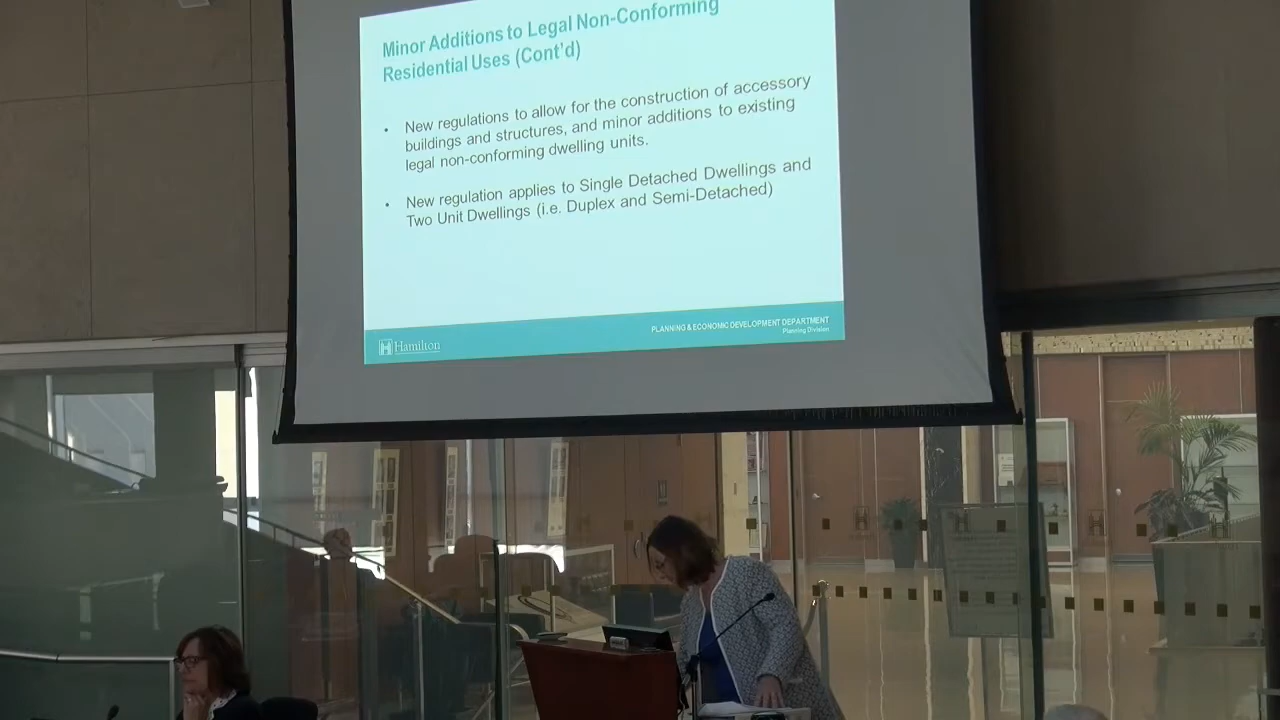 Minor Additions to Legal Non-Conforming
Residential Uses (Cont'd)
• New regulations to allow for the construction of accessory
buildings and structures, and minor additions to existing
legal non-conforming dwelling units.
• New regulation applies to Single Detached Dwellings and
Two Unit Dwellings (i.e. Duplex and Semi-Detached)
PLANNING & ECONOMIC DEVELOPMENT DEPARTMENT
Planning Division
Hamilton